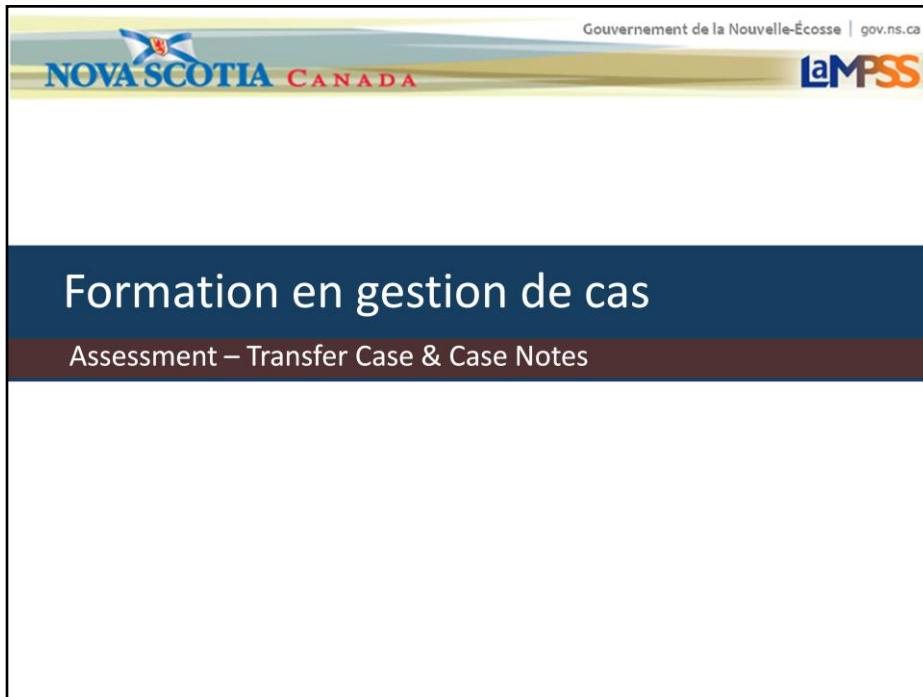 Gouvernement de la Nouvelle-Écosse | gov.ns.ca
NOVA SCOTIA CANADA
LaMPSS
Formation en gestion de cas
Assessment – Transfer Case & Case Notes